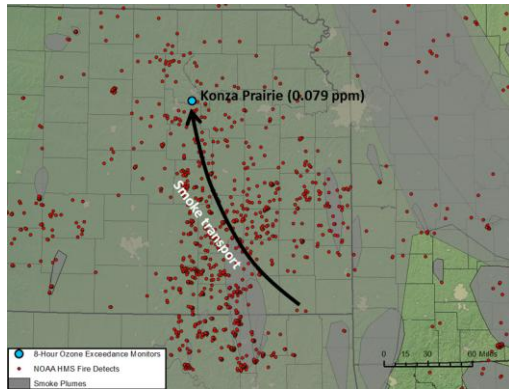 Konza Prairie (0.079 ppm)
Smoke transport
8-Hour Ozone Exceedance Monitors
NOAA HMS Fire Detects
Smoke Plumes
0 15 30 60 Miles